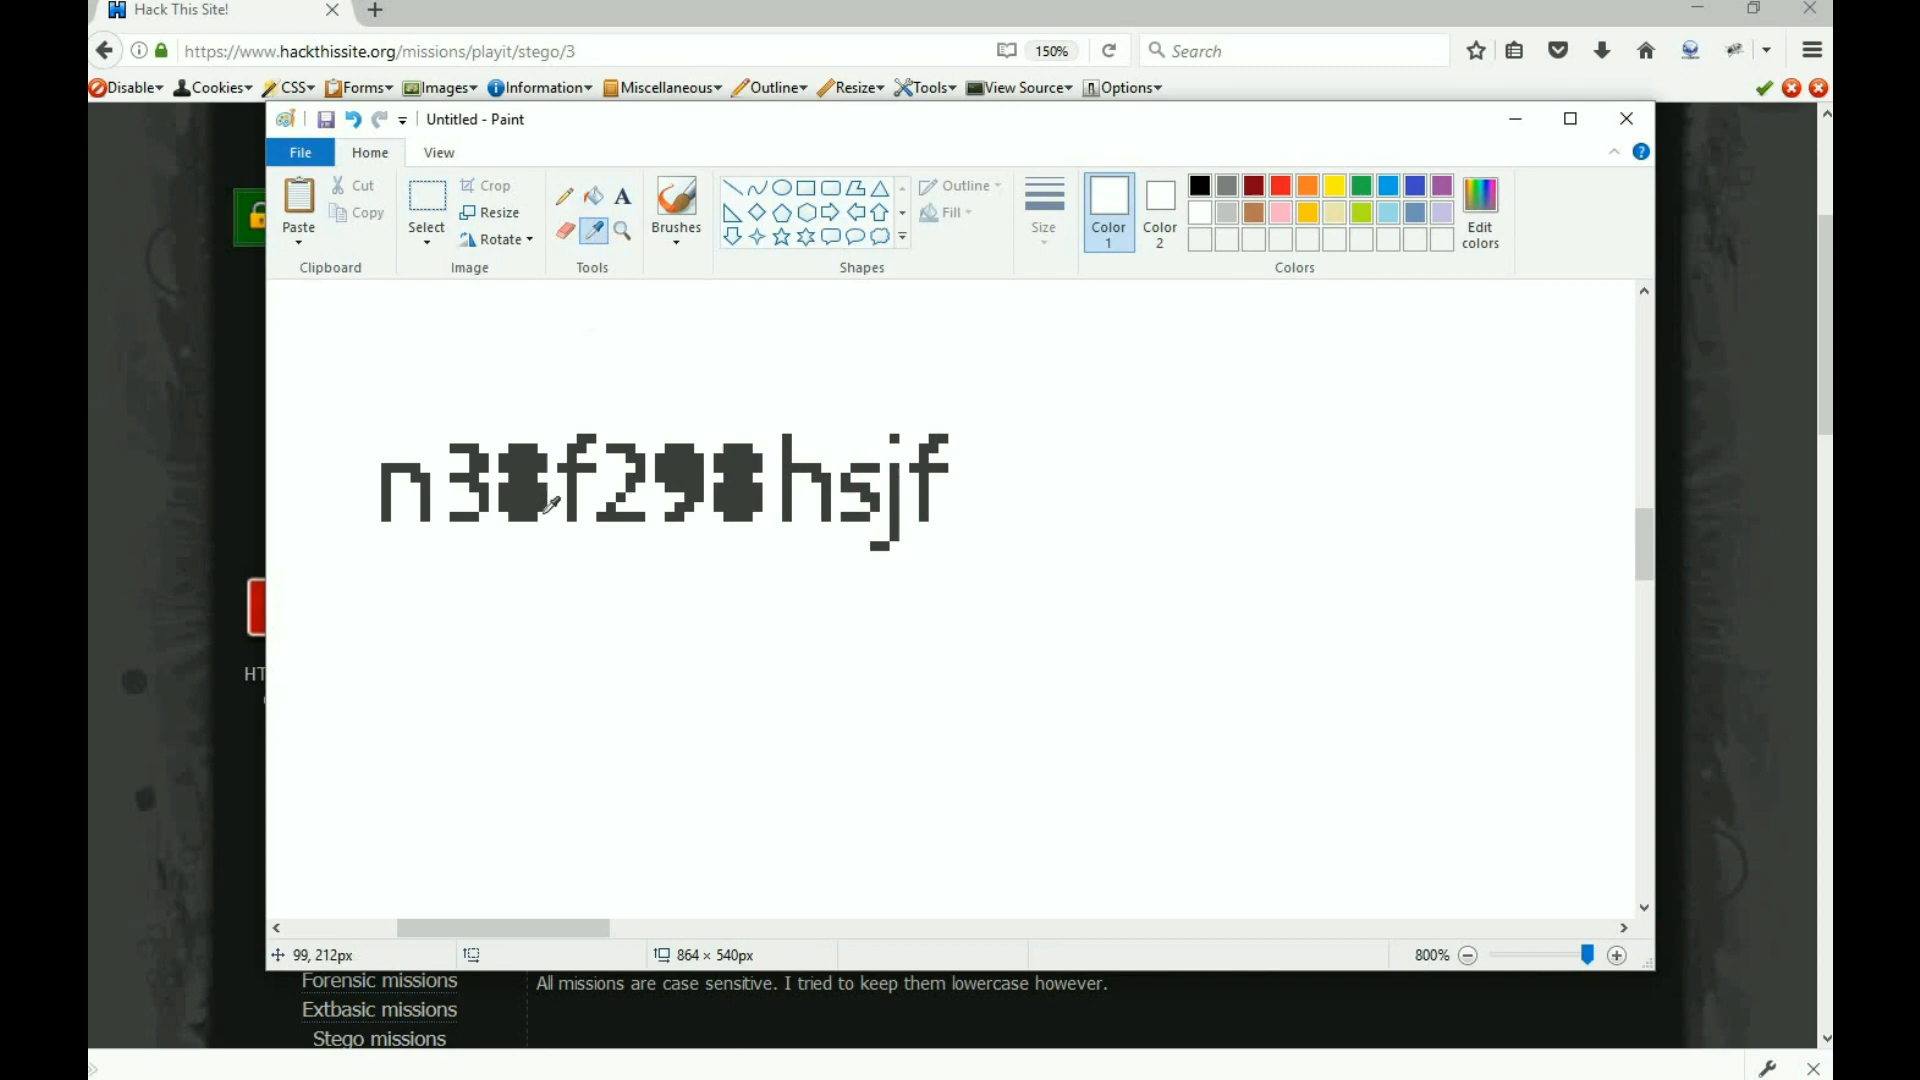 Hack This Site!
https://www.hackthissite.org/missions/playit/stego/3
150%
Search
Disable Cookies CSS Forms Images Information Miscellaneous Outline Resize Tools View Source Options
Untitled - Paint
File Home View
Paste
Cut
Copy
Clipboard
Select
Crop
Resize
Rotate
Image
Tools
Brushes
Shapes
Outline
Fill
Size
Color 1
Color 2
Edit colors
Colors
n38f298hsjf
HT
99, 212px
864 × 540px
800%
Forensic missions
Extbasic missions
Stego missions
All missions are case sensitive. I tried to keep them lowercase however.